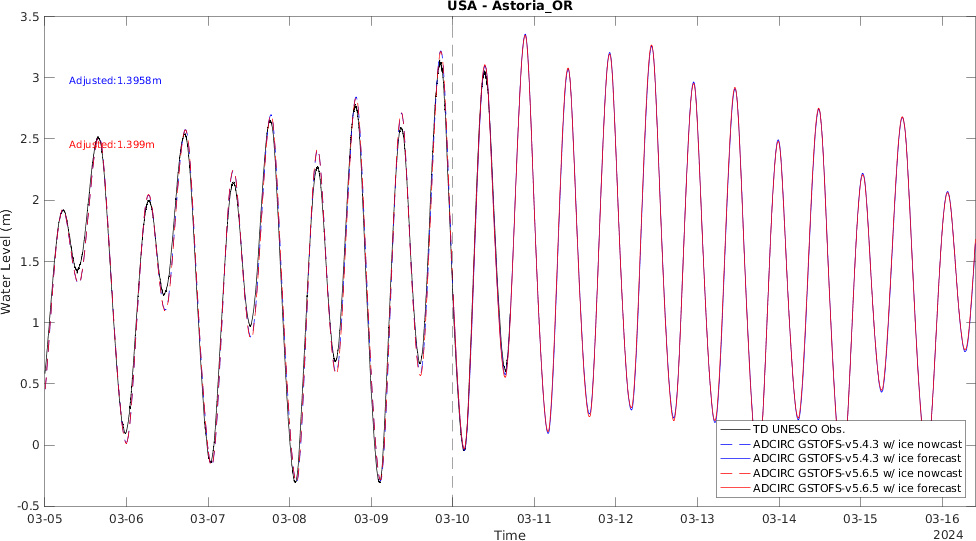 USA - Astoria_OR
3.5
3
2.5
2
1.5
1
0.5
0
-0.5
Water Level (m)
Adjusted:1.3958m
Adjusted:1.399m
TD UNESCO Obs.
ADCIRC GSTOFS-v5.4.3 w/ ice nowcast
ADCIRC GSTOFS-v5.4.3 w/ ice forecast
ADCIRC GSTOFS-v5.6.5 w/ ice nowcast
ADCIRC GSTOFS-v5.6.5 w/ ice forecast
03-05 03-06 03-07 03-08 03-09 03-10 03-11 03-12 03-13 03-14 03-15 03-16
Time
2024